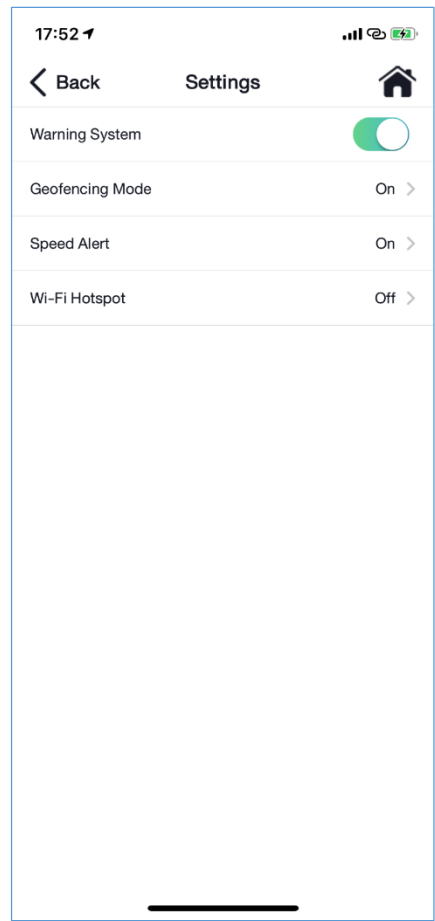 17:52
Back Settings
Warning System
Geofencing Mode On
Speed Alert On
Wi-Fi Hotspot Off